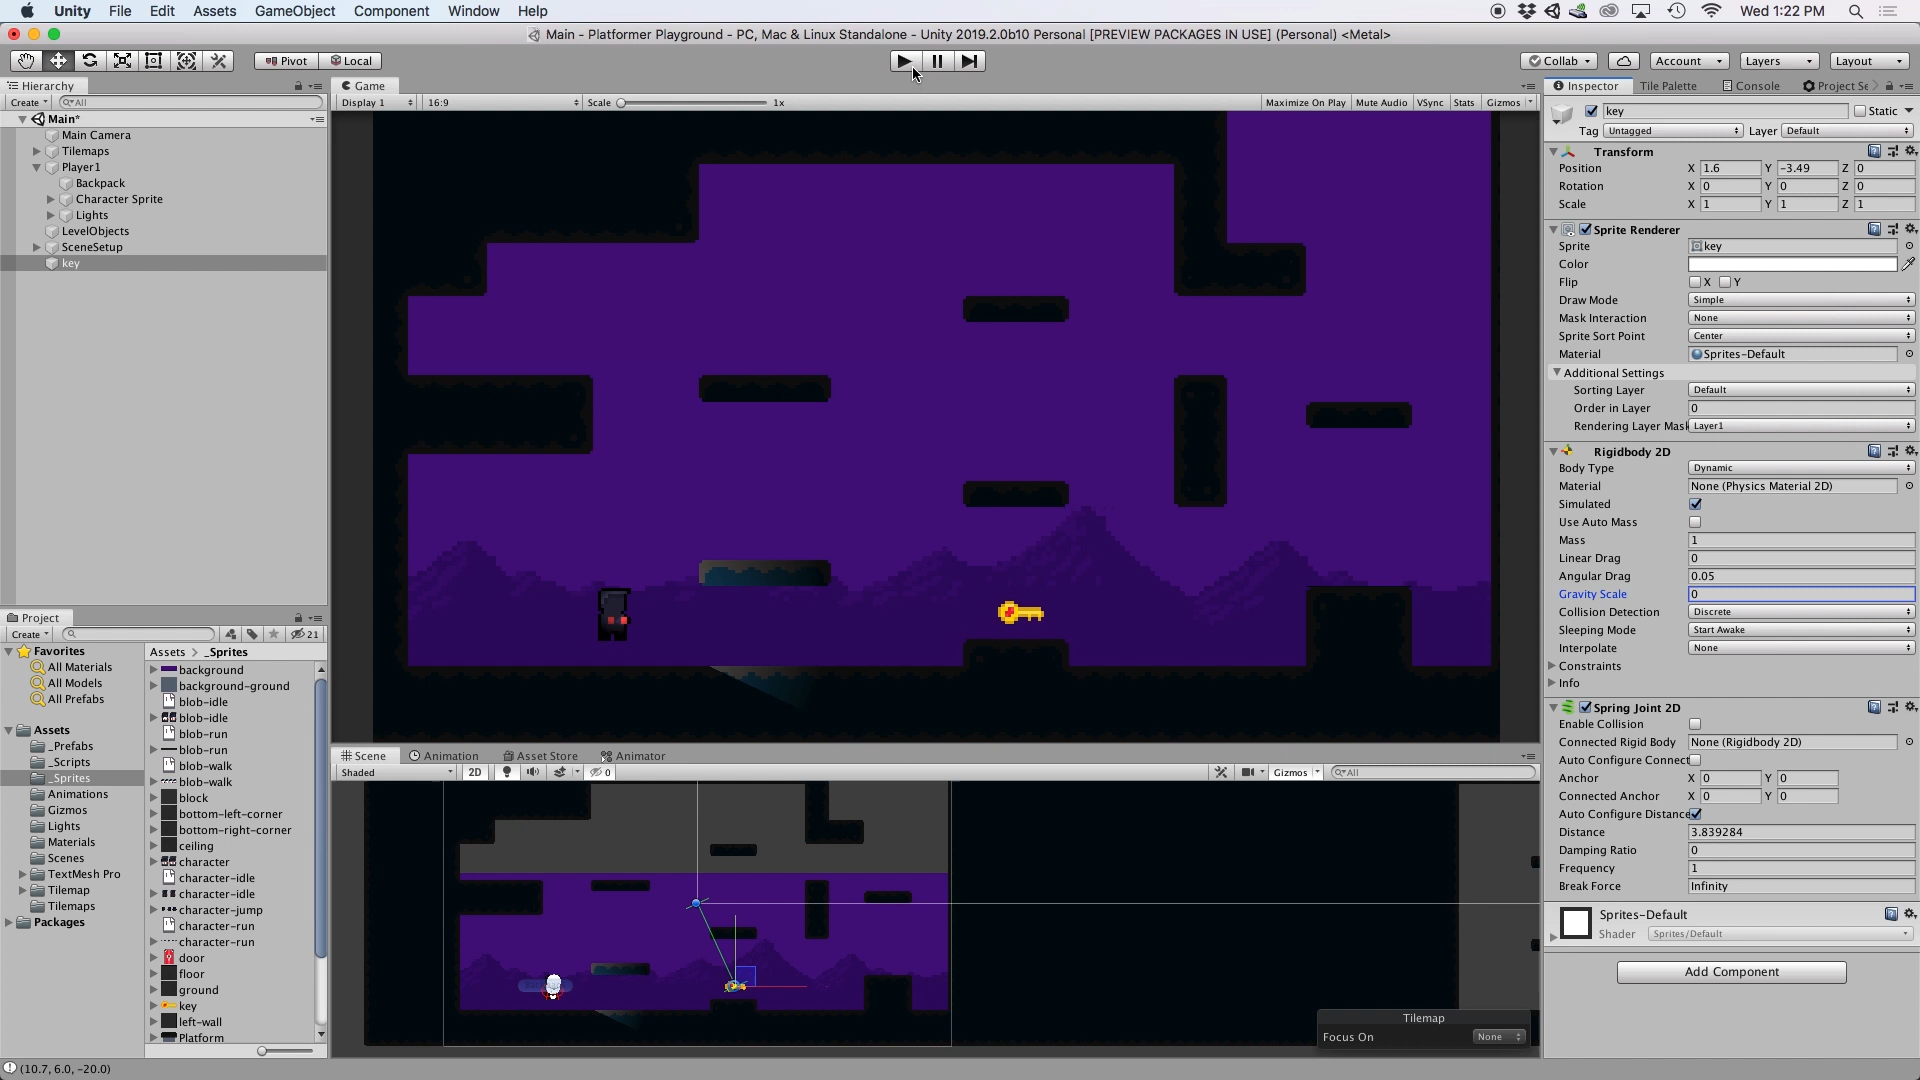 Unity File Edit Assets GameObject Component Window Help
Wed 1:22 PM
Main - Platformer Playground - PC, Mac & Linux Standalone - Unity 2019.2.0b10 Personal [PREVIEW PACKAGES IN USE] (Personal) <Metal>
Pivot Local
Collab Account Layers Layout
Hierarchy
Create All
Main*
Main Camera
Tilemaps
Player1
Backpack
Character Sprite
Lights
LevelObjects
SceneSetup
key
Game
Display 1 16:9 Scale 1x Maximize On Play Mute Audio VSync Stats Gizmos
Project
Create 21
Favorites
All Materials
All Models
All Prefabs
Assets
_Prefabs
_Scripts
_Sprites
Animations
Gizmos
Lights
Materials
Scenes
TextMesh Pro
Tilemap
Tilemaps
Packages
Assets _Sprites
background
background-ground
blob-idle
blob-idle
blob-run
blob-run
blob-walk
blob-walk
block
bottom-left-corner
bottom-right-corner
ceiling
character
character-idle
character-idle
character-jump
character-run
character-run
door
floor
ground
key
left-wall
Platform
Scene Animation Asset Store Animator
Shaded 2D 0 Gizmos All
Tilemap
Focus On None
Inspector Tile Palette Console Project Se
key Static
Tag Untagged Layer Default
Transform
Position X 1.6 Y -3.49 Z 0
Rotation X 0 Y 0 Z 0
Scale X 1 Y 1 Z 1
Sprite Renderer
Sprite key
Color
Flip X Y
Draw Mode Simple
Mask Interaction None
Sprite Sort Point Center
Material Sprites-Default
Additional Settings
Sorting Layer Default
Order in Layer 0
Rendering Layer Mask Layer1
Rigidbody 2D
Body Type Dynamic
Material None (Physics Material 2D)
Simulated
Use Auto Mass
Mass 1
Linear Drag 0
Angular Drag 0.05
Gravity Scale 0
Collision Detection Discrete
Sleeping Mode Start Awake
Interpolate None
Constraints
Info
Spring Joint 2D
Enable Collision
Connected Rigid Body None (Rigidbody 2D)
Auto Configure Connect
Anchor X 0 Y 0
Connected Anchor X 0 Y 0
Auto Configure Distance
Distance 3.839284
Damping Ratio 0
Frequency 1
Break Force Infinity
Sprites-Default
Shader Sprites/Default
Add Component
(10.7, 6.0, -20.0)